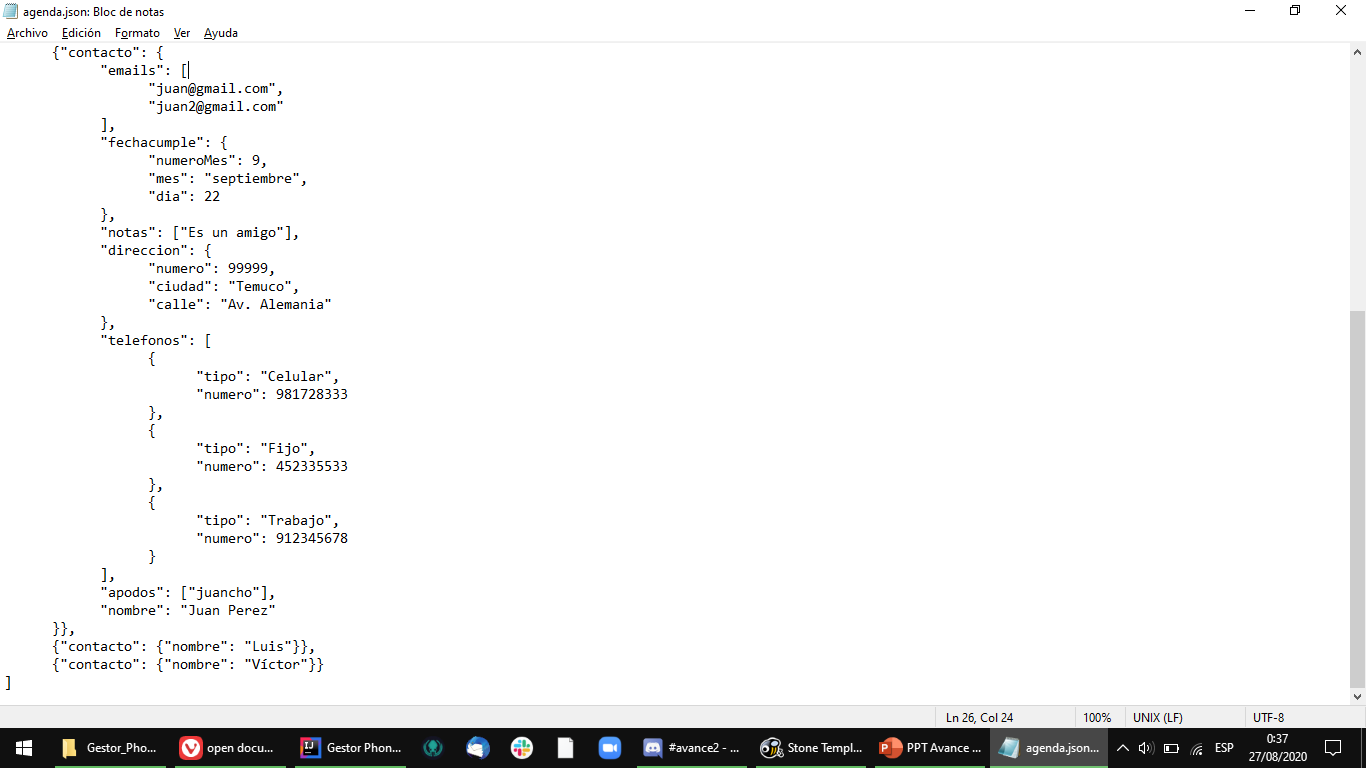 agenda.json: Bloc de notas
Archivo Edición Formato Ver Ayuda
{"contacto": {
"emails": [
"juan@gmail.com",
"juan2@gmail.com"
],
"fechacumple": {
"numeroMes": 9,
"mes": "septiembre",
"dia": 22
},
"notas": ["Es un amigo"],
"direccion": {
"numero": 99999,
"ciudad": "Temuco",
"calle": "Av. Alemania"
},
"telefonos": [
{
"tipo": "Celular",
"numero": 981728333
},
{
"tipo": "Fijo",
"numero": 452335533
},
{
"tipo": "Trabajo",
"numero": 912345678
}
],
"apodos": ["juancho"],
"nombre": "Juan Perez"
}},
{"contacto": {"nombre": "Luis"}},
{"contacto": {"nombre": "Víctor"}}
]
Ln 26, Col 24 100% UNIX (LF) UTF-8
Gestor_Pho... open docu... Gestor Phon... #avance2 - ... Stone Templ... PPT Avance ... agenda.json... ESP 0:37
27/08/2020